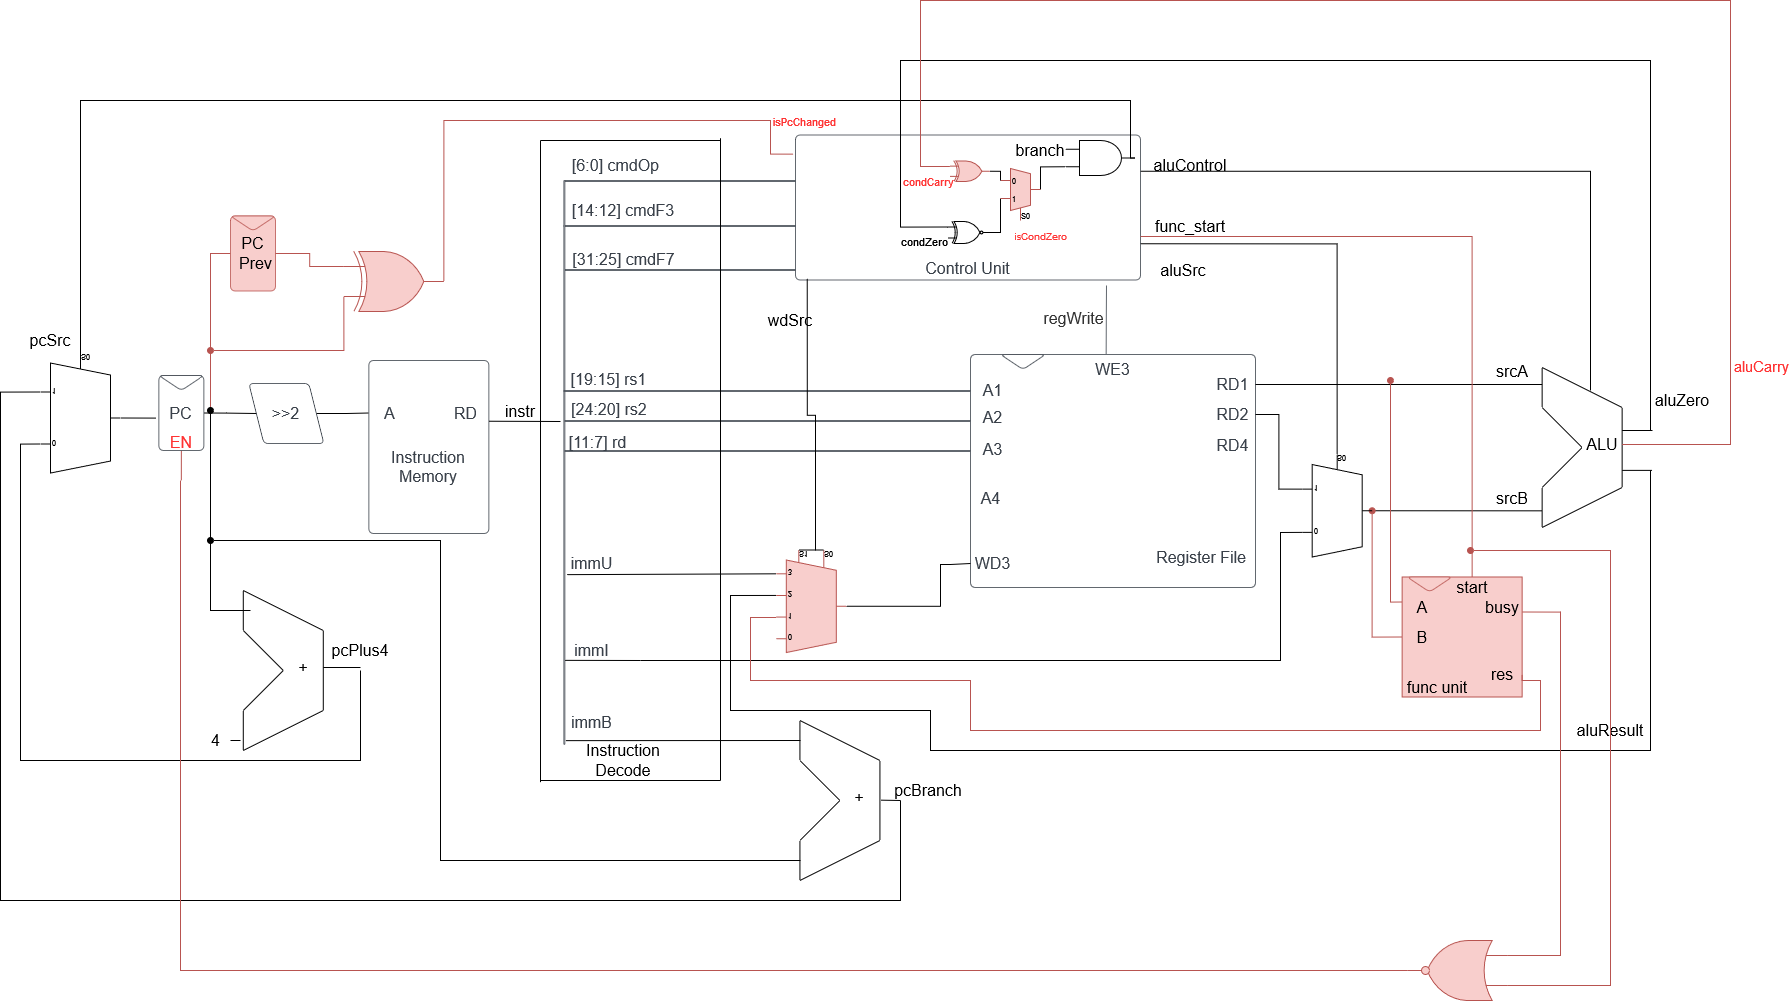 isPcChanged
branch
aluControl
[6:0] cmdOp
condCarry
0
1
S0
[14:12] cmdF3
func_start
condZero
isCondZero
PC
Prev
[31:25] cmdF7
Control Unit
aluSrc
wdSrc
regWrite
pcSrc
S0
WE3
aluCarry
[19:15] rs1
A1
RD1
srcA
1
PC
EN
>>2
A
RD
instr
[24:20] rs2
A2
RD2
aluZero
0
[11:7] rd
A3
RD4
ALU
Instruction
Memory
S0
A4
1
srcB
0
S1
S0
immU
3
WD3
Register File
2
1
0
start
A
busy
B
pcPlus4
+
immI
res
func unit
4
immB
aluResult
Instruction
Decode
+
pcBranch